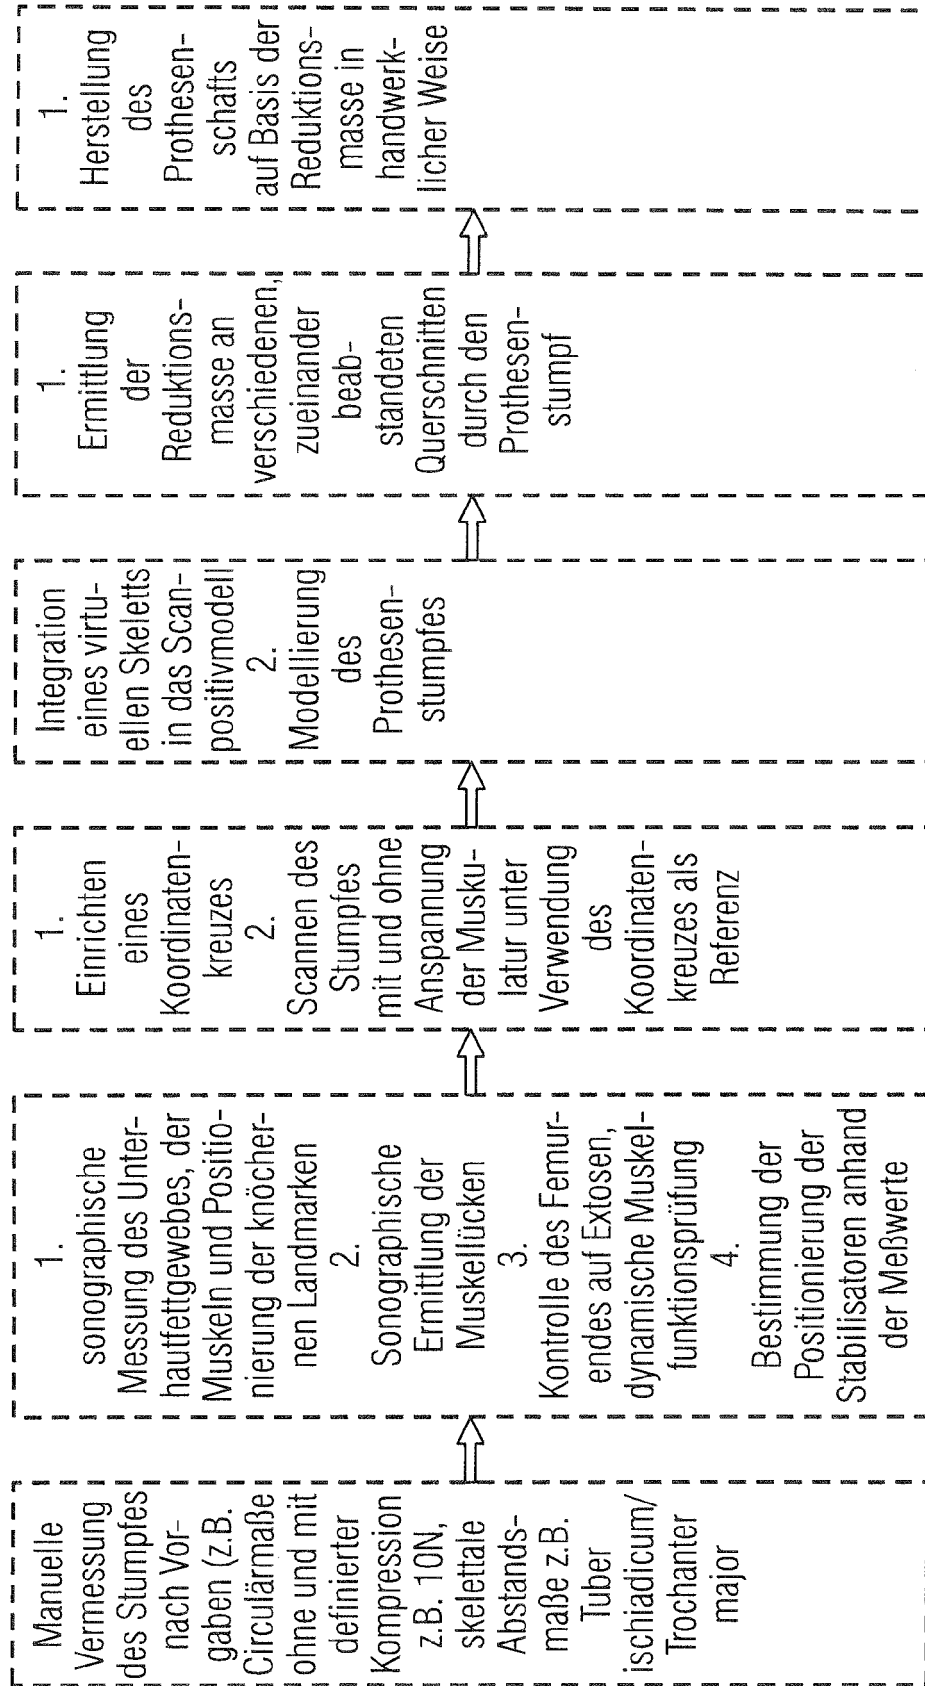 Manuelle
Vermessung
des Stumpfes
nach Vor-
gaben (z.B.
Circulärmaße
ohne und mit
definierter
Kompression
z.B. 10N,
skelettale
Abstands-
maße z.B.
Tuber
ischiadicum/
Trochanter
major
1.
sonographische
Messung des Unter-
hautfettgewebes, der
Muskeln und Positio-
nierung der knöcher-
nen Landmarken
2.
Sonographische
Ermittlung der
Muskellücken
3.
Kontrolle des Femur-
endes auf Extosen,
dynamische Muskel-
funktionsprüfung
4.
Bestimmung der
Positionierung der
Stabilisatoren anhand
der Meßwerte
1.
Einrichten
eines
Koordinaten-
kreuzes
2.
Scannen des
Stumpfes
mit und ohne
Anspannung
der Musku-
latur unter
Verwendung
des
Koordinaten-
kreuzes als
Referenz
Integration
eines virtu-
ellen Skeletts
in das Scan-
positivmodell
2.
Modellierung
des
Prothesen-
stumpfes
1.
Ermittlung
der
Reduktions-
masse an
verschiedenen,
zueinander
beab-
standeten
Querschnitten
durch den
Prothesen-
stumpf
1.
Herstellung
des
Prothesen-
schafts
auf Basis der
Reduktions-
masse in
handwerk-
licher Weise